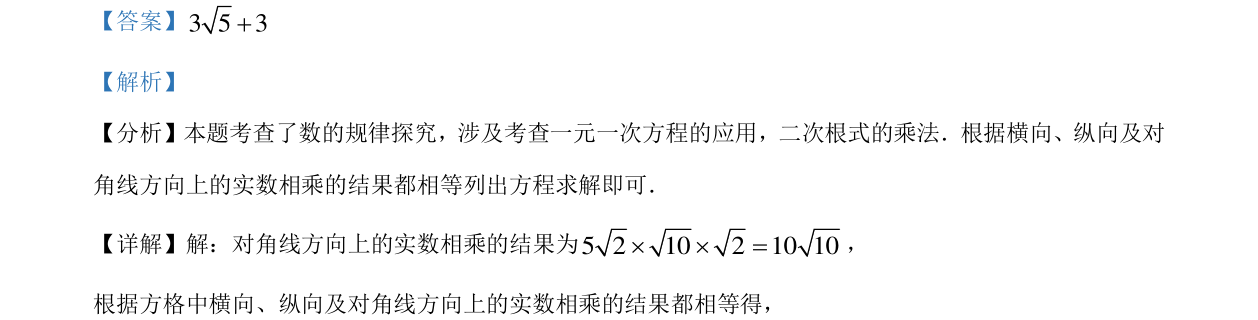 【答案】3√5+3
【解析】
【分析】本题考查了数的规律探究，涉及考查一元一次方程的应用，二次根式的乘法．根据横向、纵向及对
角线方向上的实数相乘的结果都相等列出方程求解即可．
【详解】解：对角线方向上的实数相乘的结果为5√2×√10×√2=10√10，
根据方格中横向、纵向及对角线方向上的实数相乘的结果都相等得，